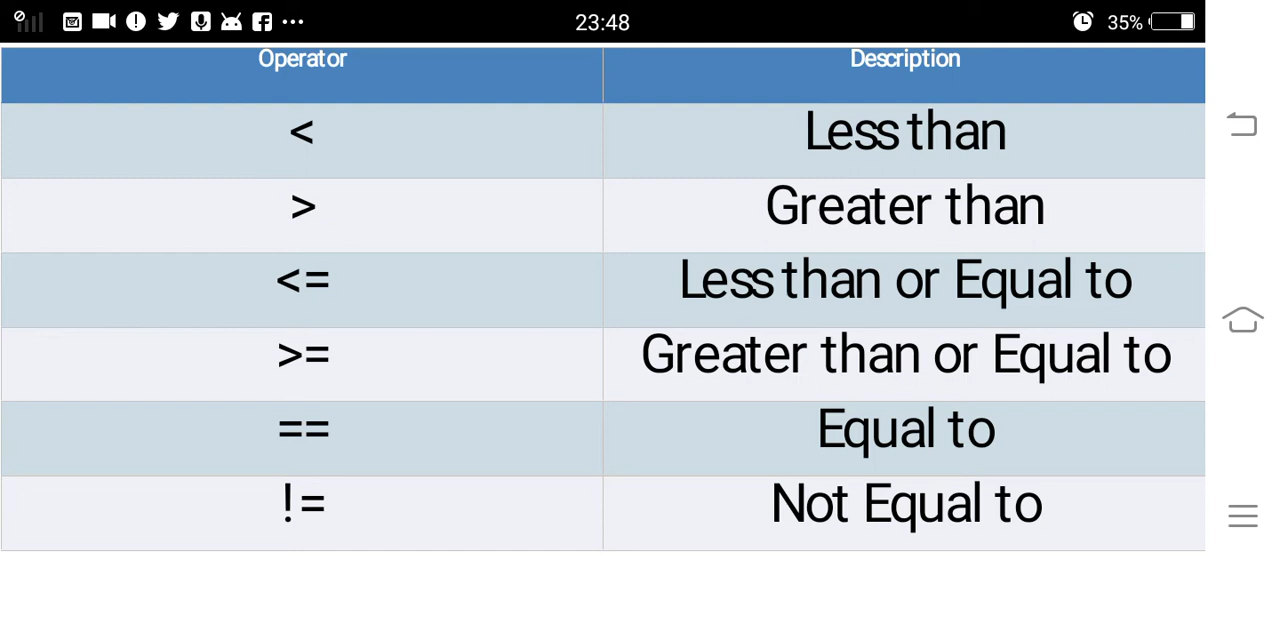 23:48
35%
Operator Description
< Less than
> Greater than
<= Less than or Equal to
>= Greater than or Equal to
== Equal to
!= Not Equal to